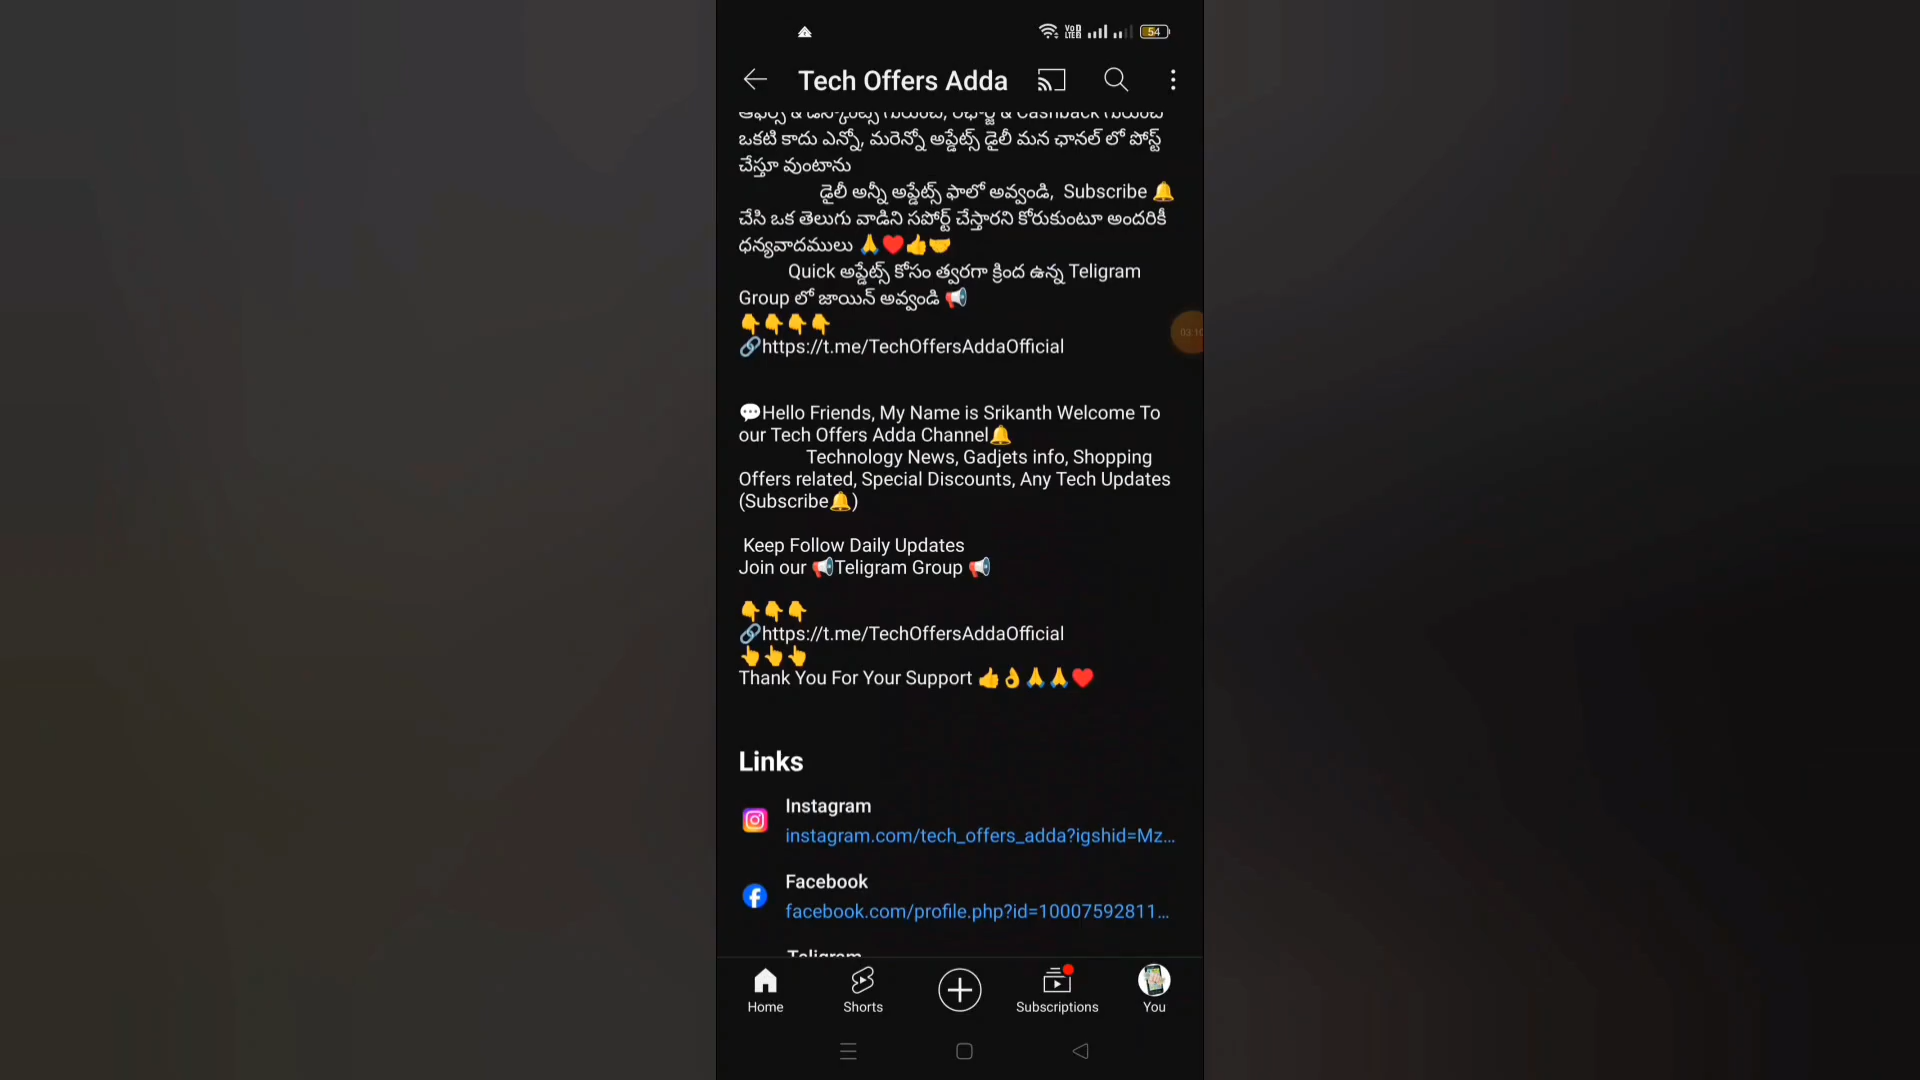 54
Tech Offers Adda
ఆఫర్స్ & డిస్కౌంట్స్ గురించి, రీఛార్జ్ & Cashback గురించి
ఒకటి కాదు ఎన్నో, మరెన్నో అప్డేట్స్ డైలీ మన ఛానల్ లో పోస్ట్
చేస్తూ వుంటాను
డైలీ అన్నీ అప్డేట్స్ ఫాలో అవ్వండి, Subscribe 🔔
చేసి ఒక తెలుగు వాడిని సపోర్ట్ చేస్తారని కోరుకుంటూ అందరికీ
ధన్యవాదములు 🙏❤️👍🤝
Quick అప్డేట్స్ కోసం త్వరగా క్రింద ఉన్న Teligram
Group లో జాయిన్ అవ్వండి 📢
👇👇👇👇
🔗https://t.me/TechOffersAddaOfficial
💬Hello Friends, My Name is Srikanth Welcome To
our Tech Offers Adda Channel🔔
Technology News, Gadjets info, Shopping
Offers related, Special Discounts, Any Tech Updates
(Subscribe🔔)
Keep Follow Daily Updates
Join our 📢Teligram Group 📢
👇👇👇
🔗https://t.me/TechOffersAddaOfficial
👆👆👆
Thank You For Your Support 👍👌🙏🙏❤️
Links
Instagram
instagram.com/tech_offers_adda?igshid=Mz...
Facebook
facebook.com/profile.php?id=10007592811...
Teligram
Home
Shorts
Subscriptions
You